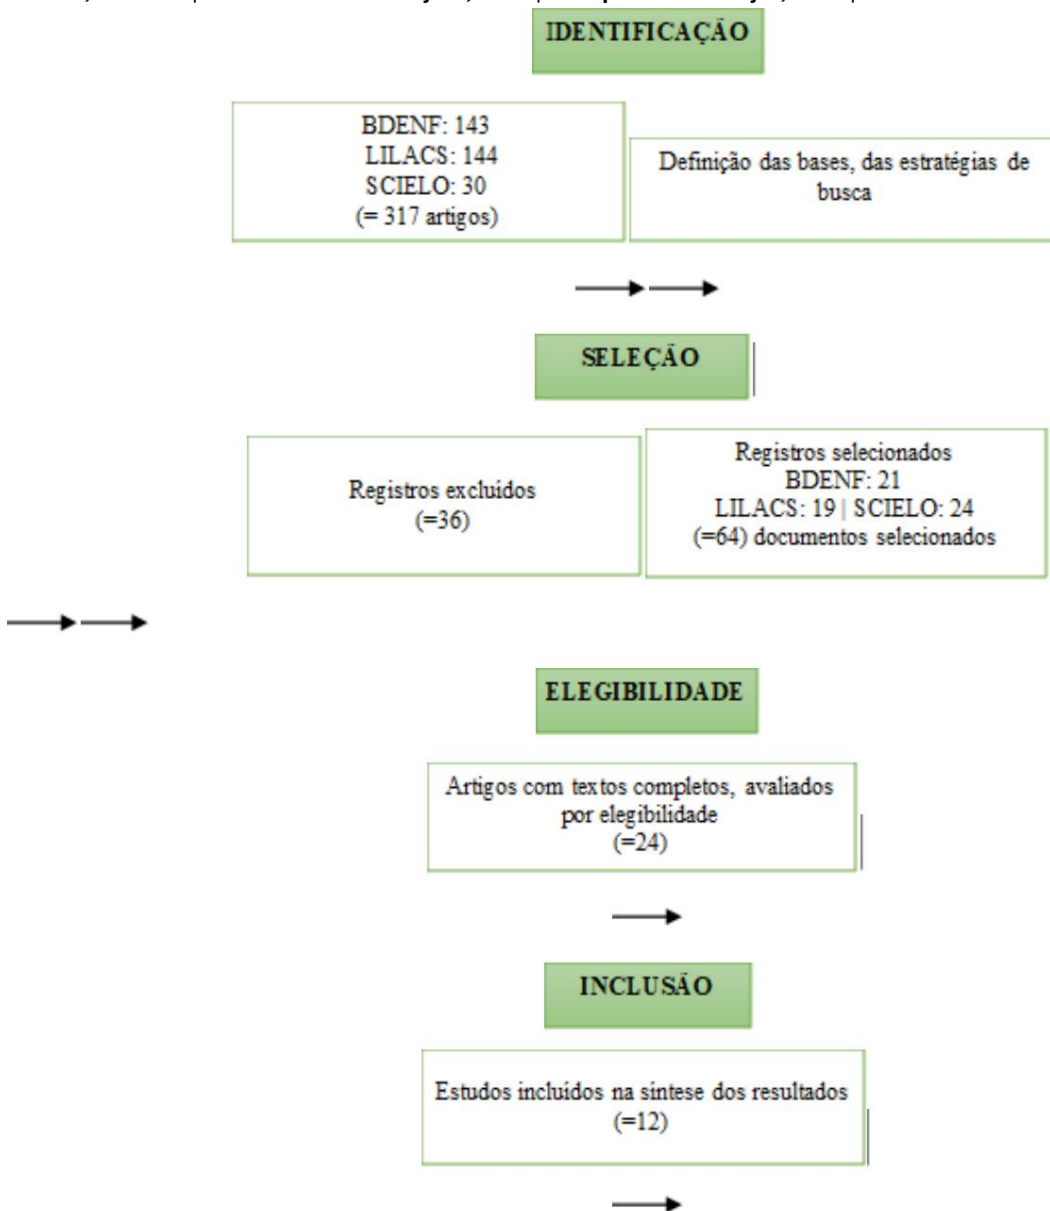 IDENTIFICAÇÃO
BDENF: 143
LILACS: 144
SCIELO: 30
(= 317 artigos)
Definição das bases, das estratégias de
busca
SELEÇÃO
Registros excluídos
(=36)
Registros selecionados
BDENF: 21
LILACS: 19 | SCIELO: 24
(=64) documentos selecionados
ELEGIBILIDADE
Artigos com textos completos, avaliados
por elegibilidade
(=24)
INCLUSÃO
Estudos incluídos na síntese dos resultados
(=12)